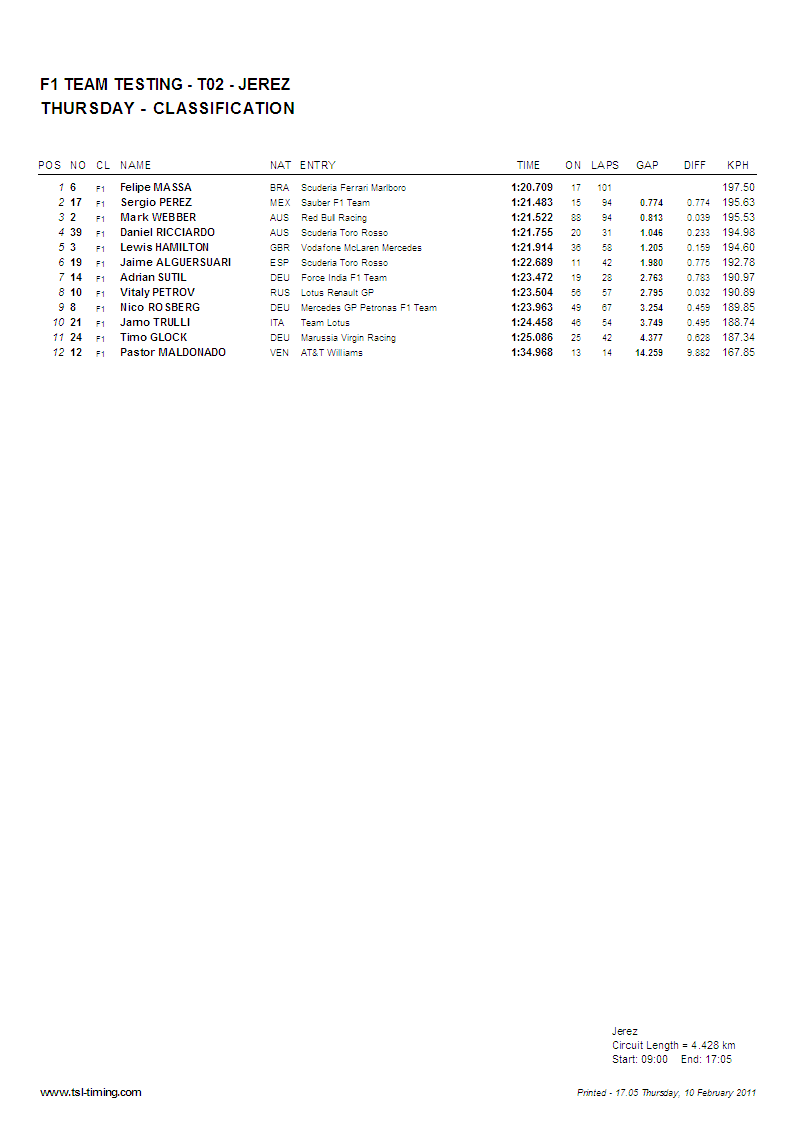 F1 TEAM TESTING - T02 - JEREZ
THURSDAY - CLASSIFICATION
POS NO CL NAME NAT ENTRY TIME ON LAPS GAP DIFF KPH
1 6 F1 Felipe MASSA BRA Scuderia Ferrari Marlboro 1:20.709 17 101 197.50
2 17 F1 Sergio PEREZ MEX Sauber F1 Team 1:21.483 15 94 0.774 0.774 195.63
3 2 F1 Mark WEBBER AUS Red Bull Racing 1:21.522 88 94 0.813 0.039 195.53
4 39 F1 Daniel RICCIARDO AUS Scuderia Toro Rosso 1:21.755 20 31 1.046 0.233 194.98
5 3 F1 Lewis HAMILTON GBR Vodafone McLaren Mercedes 1:21.914 36 58 1.205 0.159 194.60
6 19 F1 Jaime ALGUERSUARI ESP Scuderia Toro Rosso 1:22.689 11 42 1.980 0.775 192.78
7 14 F1 Adrian SUTIL DEU Force India F1 Team 1:23.472 19 28 2.763 0.783 190.97
8 10 F1 Vitaly PETROV RUS Lotus Renault GP 1:23.504 56 57 2.795 0.032 190.89
9 8 F1 Nico ROSBERG DEU Mercedes GP Petronas F1 Team 1:23.963 49 67 3.254 0.459 189.85
10 21 F1 Jarno TRULLI ITA Team Lotus 1:24.458 46 54 3.749 0.495 188.74
11 24 F1 Timo GLOCK DEU Marussia Virgin Racing 1:25.086 25 42 4.377 0.628 187.34
12 12 F1 Pastor MALDONADO VEN AT&T Williams 1:34.968 13 14 14.259 9.882 167.85
Jerez
Circuit Length = 4.428 km
Start: 09:00 End: 17:05
www.tsl-timing.com Printed - 17:05 Thursday, 10 February 2011